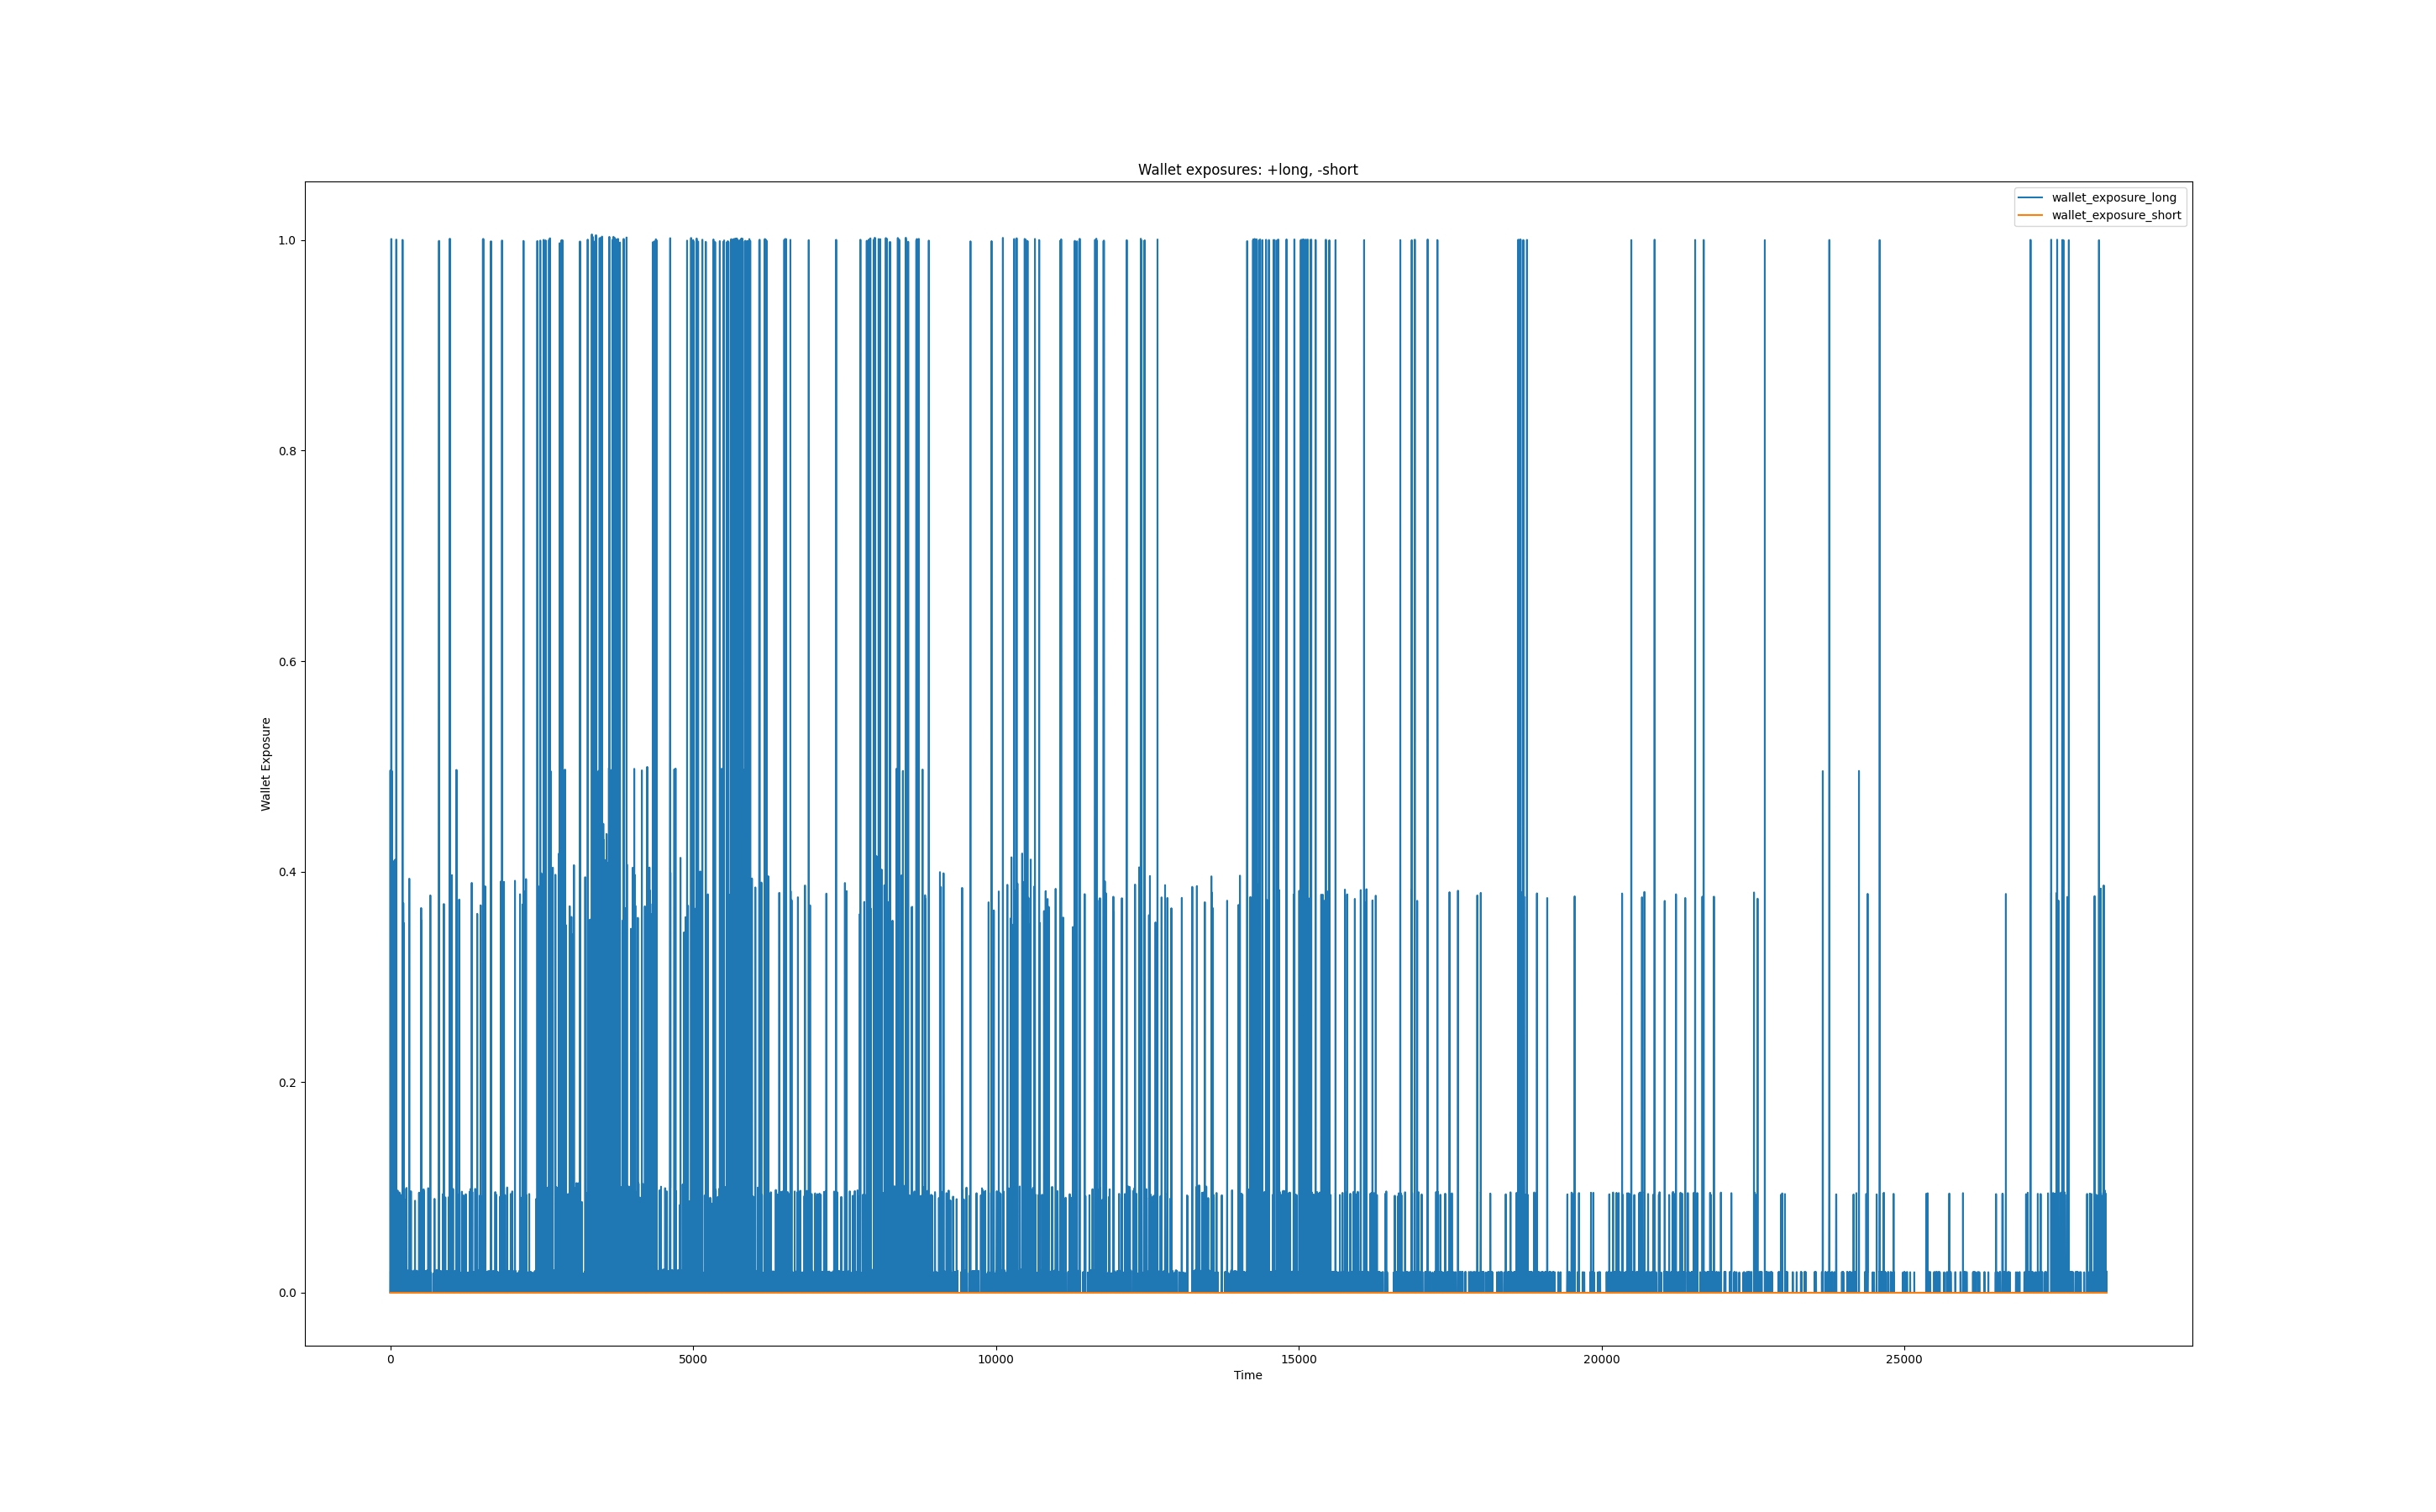 Wallet exposures: +long, -short
wallet_exposure_long
wallet_exposure_short
1.0
0.8
0.6
0.4
0.2
0.0
Wallet Exposure
0 5000 10000 15000 20000 25000
Time